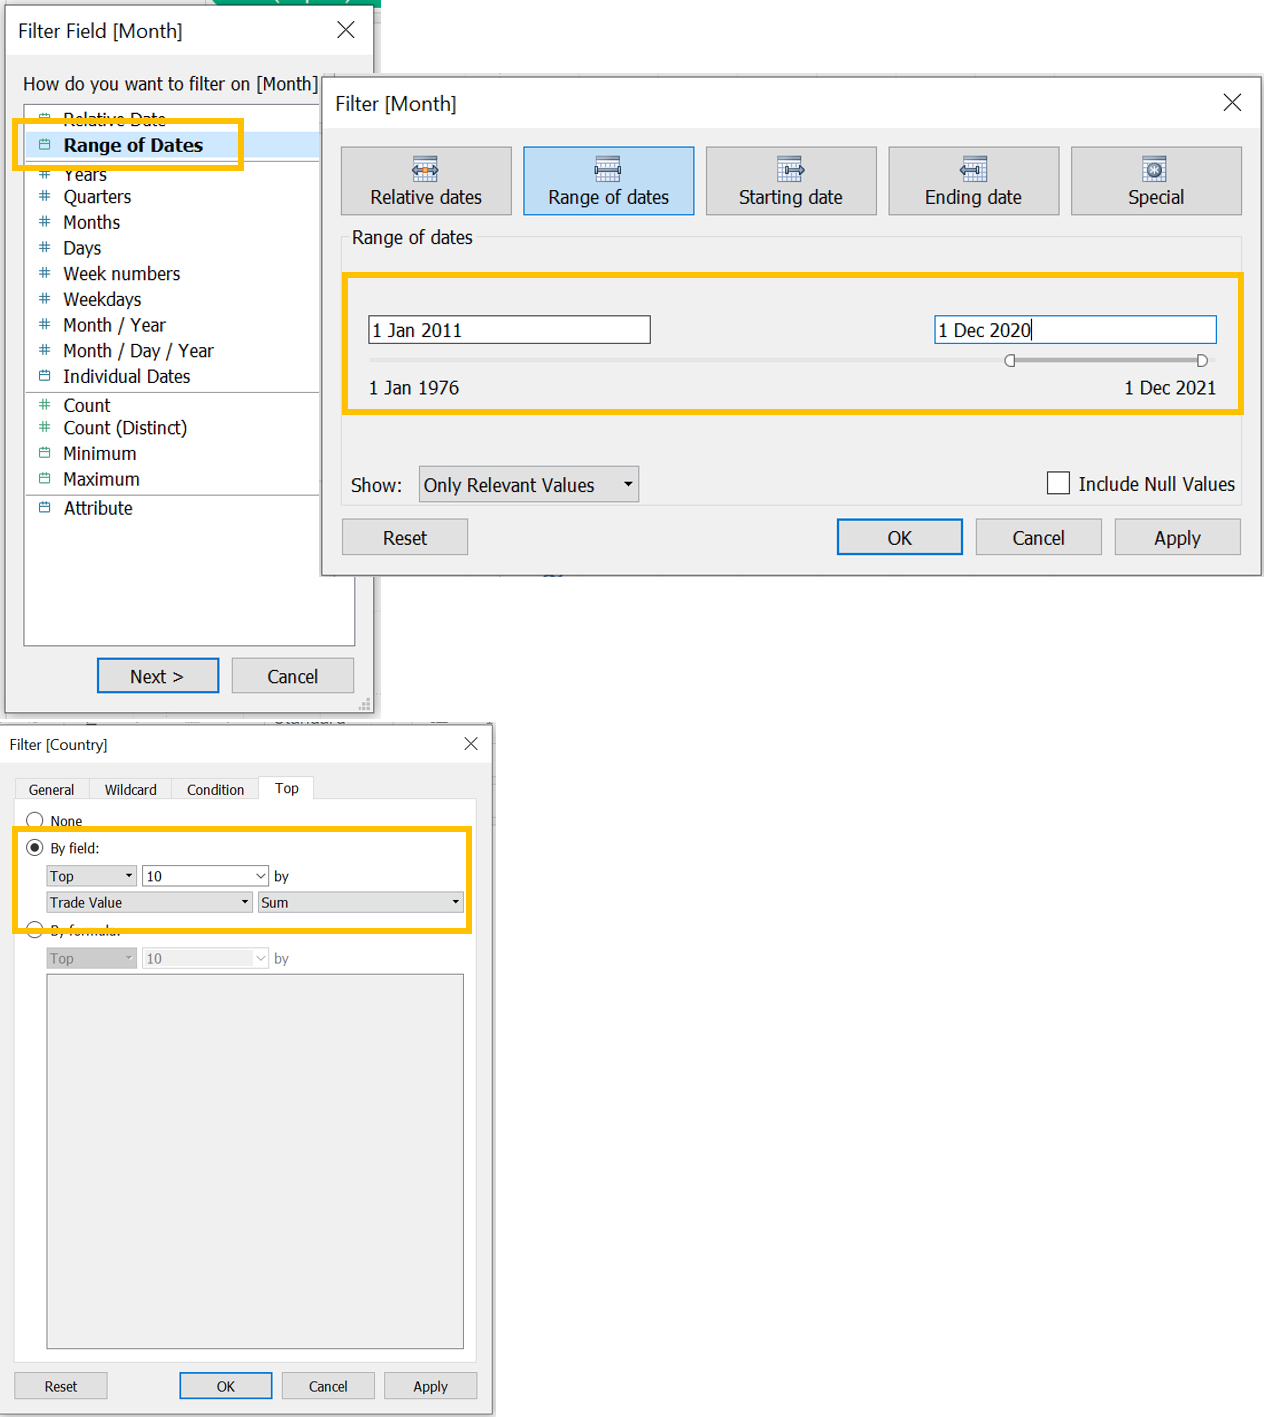 Filter Field [Month]
How do you want to filter on [Month]
Relative Date
Range of Dates
Years
Quarters
Months
Days
Week numbers
Weekdays
Month / Year
Month / Day / Year
Individual Dates
Count
Count (Distinct)
Minimum
Maximum
Attribute
Next >
Cancel
Filter [Month]
Relative dates
Range of dates
Starting date
Ending date
Special
Range of dates
1 Jan 2011
1 Dec 2020
1 Jan 1976
1 Dec 2021
Show:
Only Relevant Values
Include Null Values
Reset
OK
Cancel
Apply
Standard
Filter [Country]
General
Wildcard
Condition
Top
None
By field:
Top
10
by
Trade Value
Sum
By formula:
Top
10
by
Reset
OK
Cancel
Apply